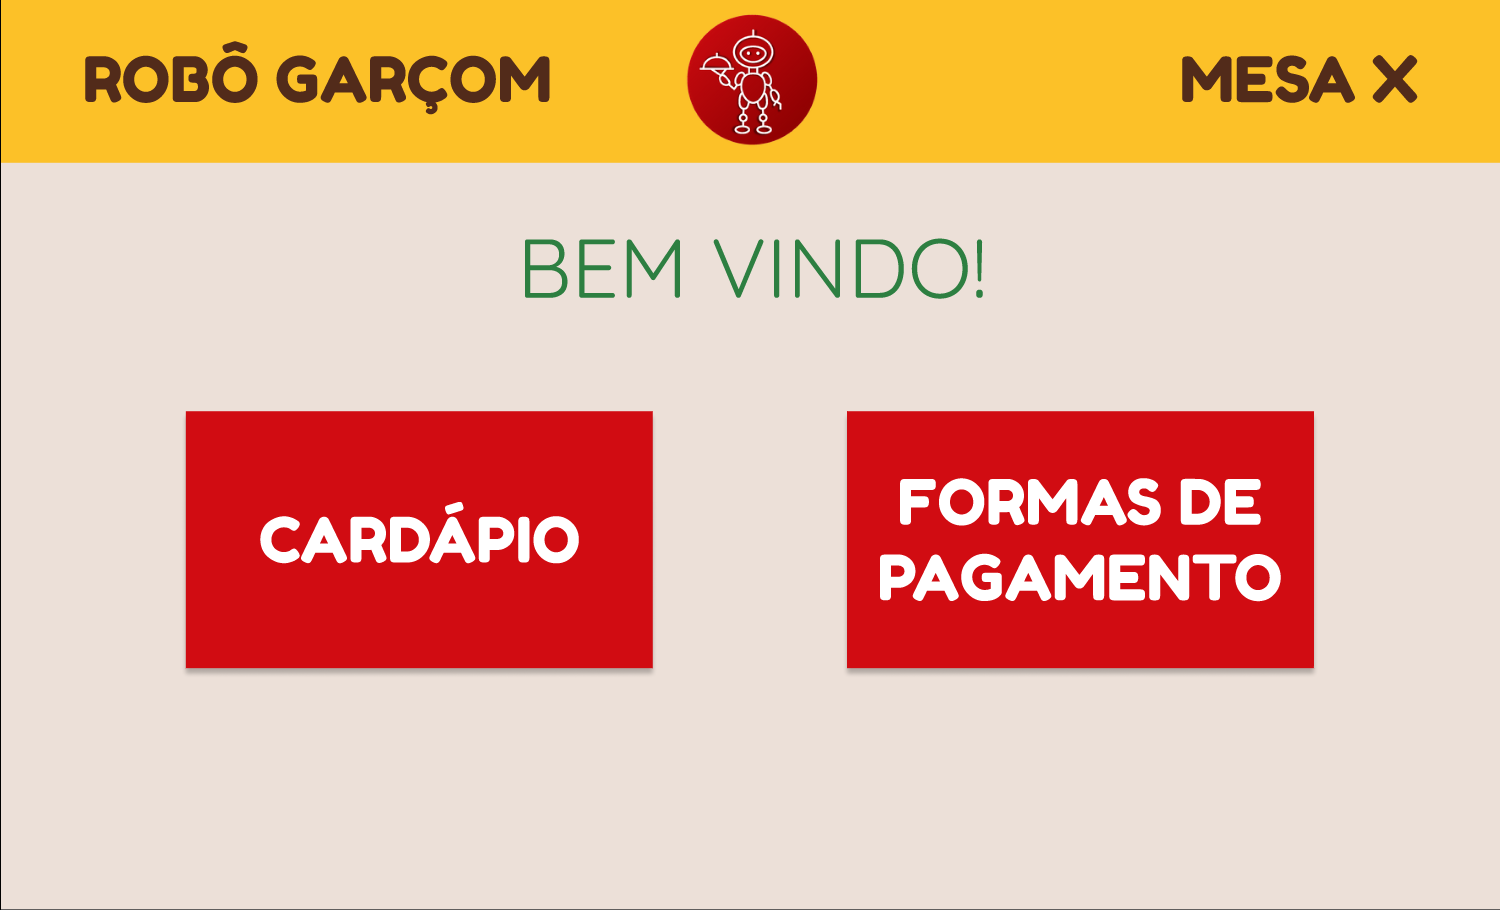 ROBÔ GARÇOM
MESA X
BEM VINDO!
CARDÁPIO
FORMAS DE
PAGAMENTO